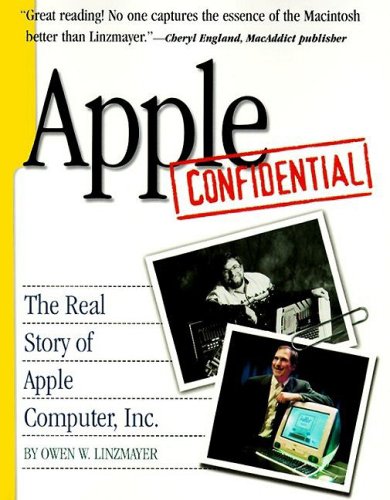 “Great reading! No one captures the essence of the Macintosh
better than Linzmayer.”—Cheryl England, MacAddict publisher
Apple
CONFIDENTIAL
The Real
Story of
Apple
Computer, Inc.
BY OWEN W. LINZMAYER